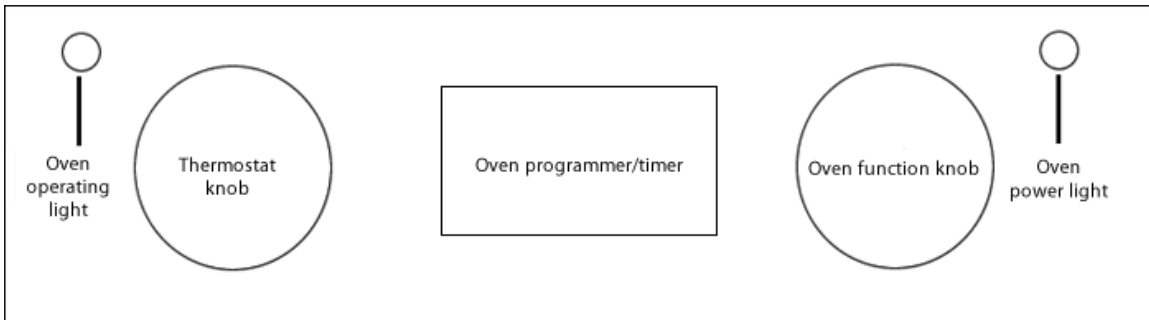 Oven
operating
light
Thermostat
knob
Oven programmer/timer
Oven function knob
Oven
power light